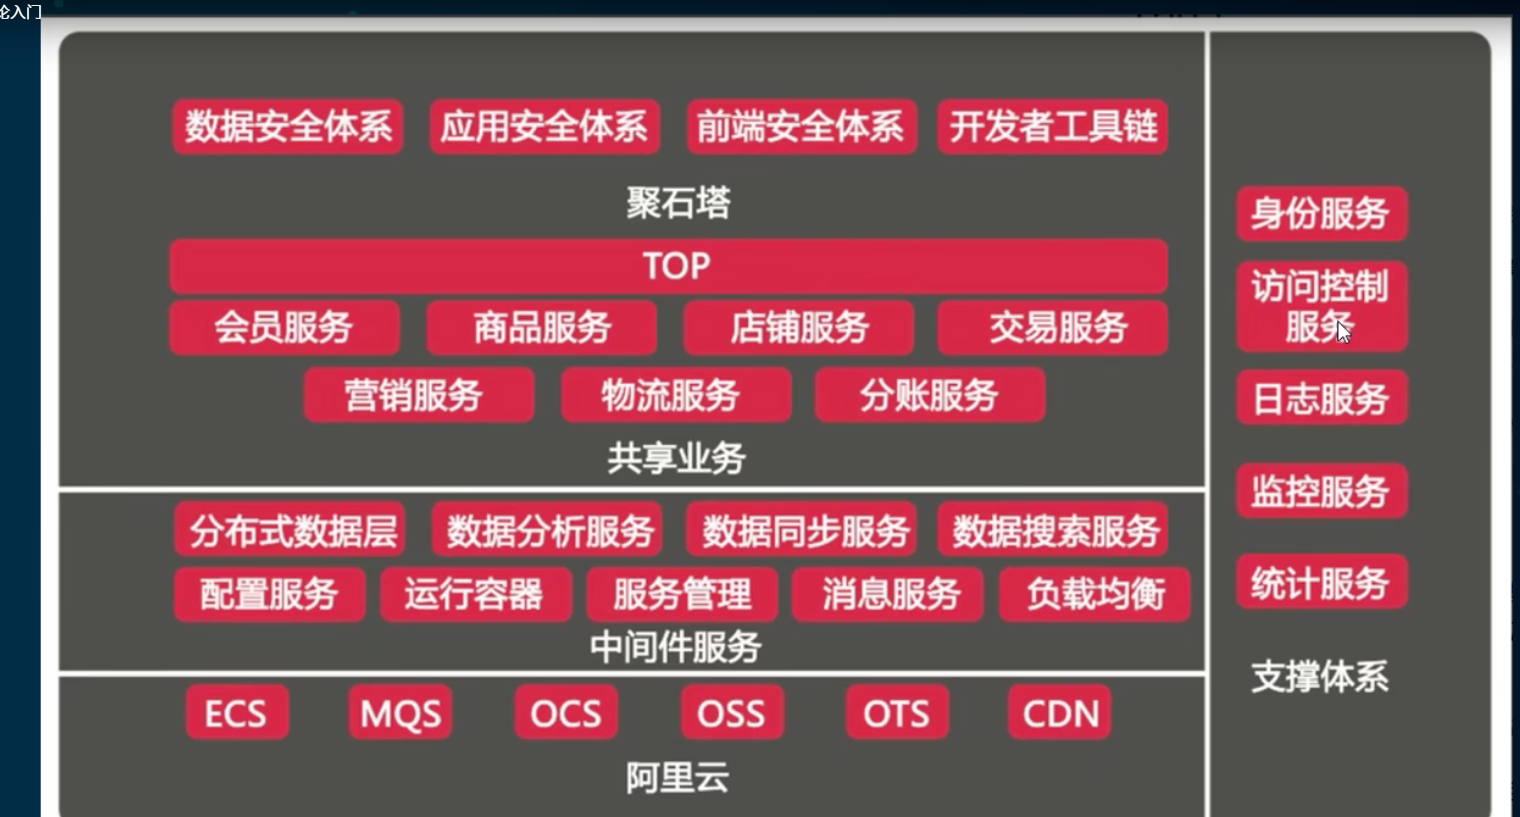 论入门
数据安全体系 应用安全体系 前端安全体系 开发者工具链
聚石塔
TOP
会员服务 商品服务 店铺服务 交易服务
营销服务 物流服务 分账服务
共享业务
分布式数据层 数据分析服务 数据同步服务 数据搜索服务
配置服务 运行容器 服务管理 消息服务 负载均衡
中间件服务
ECS MQS OCS OSS OTS CDN
阿里云
身份服务
访问控制
服务
日志服务
监控服务
统计服务
支撑体系